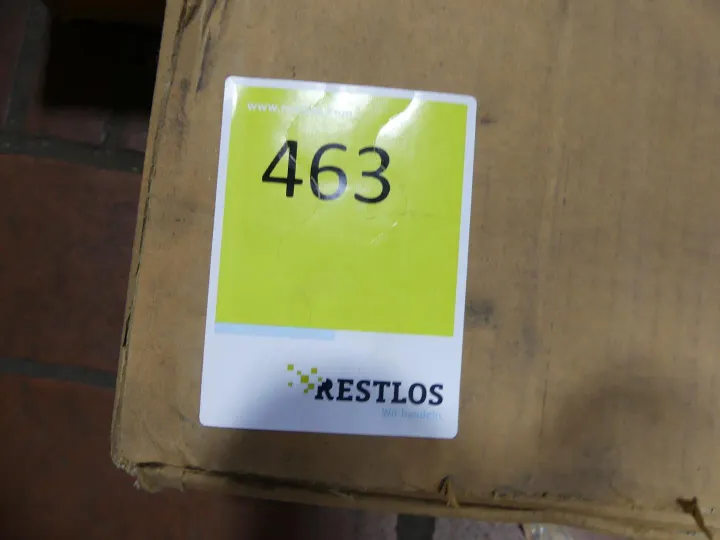 463
RESTLOS
Wir handeln.